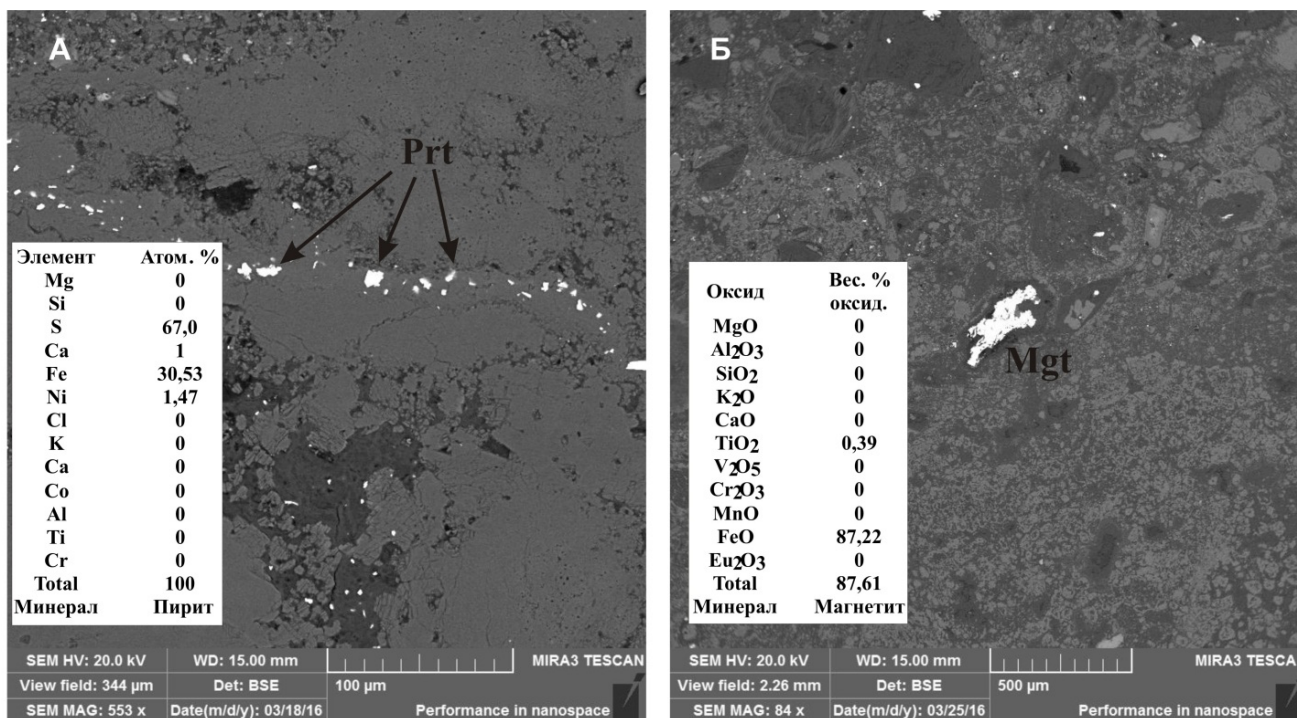 А
Prt
Элемент Атом. %
Mg 0
Si 0
S 67,0
Ca 1
Fe 30,53
Ni 1,47
Cl 0
K 0
Ca 0
Co 0
Al 0
Ti 0
Cr 0
Total 100
Минерал Пирит
SEM HV: 20.0 kV WD: 15.00 mm MIRA3 TESCAN
View field: 344 µm Det: BSE 100 µm
SEM MAG: 553 x Date(m/d/y): 03/18/16 Performance in nanospace
Б
Mgt
Оксид Вес. %
оксид.
MgO 0
Al2O3 0
SiO2 0
K2O 0
CaO 0
TiO2 0,39
V2O5 0
Cr2O3 0
MnO 0
FeO 87,22
Eu2O3 0
Total 87,61
Минерал Магнетит
SEM HV: 20.0 kV WD: 15.00 mm MIRA3 TESCA
View field: 2.26 mm Det: BSE 500 µm
SEM MAG: 84 x Date(m/d/y): 03/25/16 Performance in nanospace